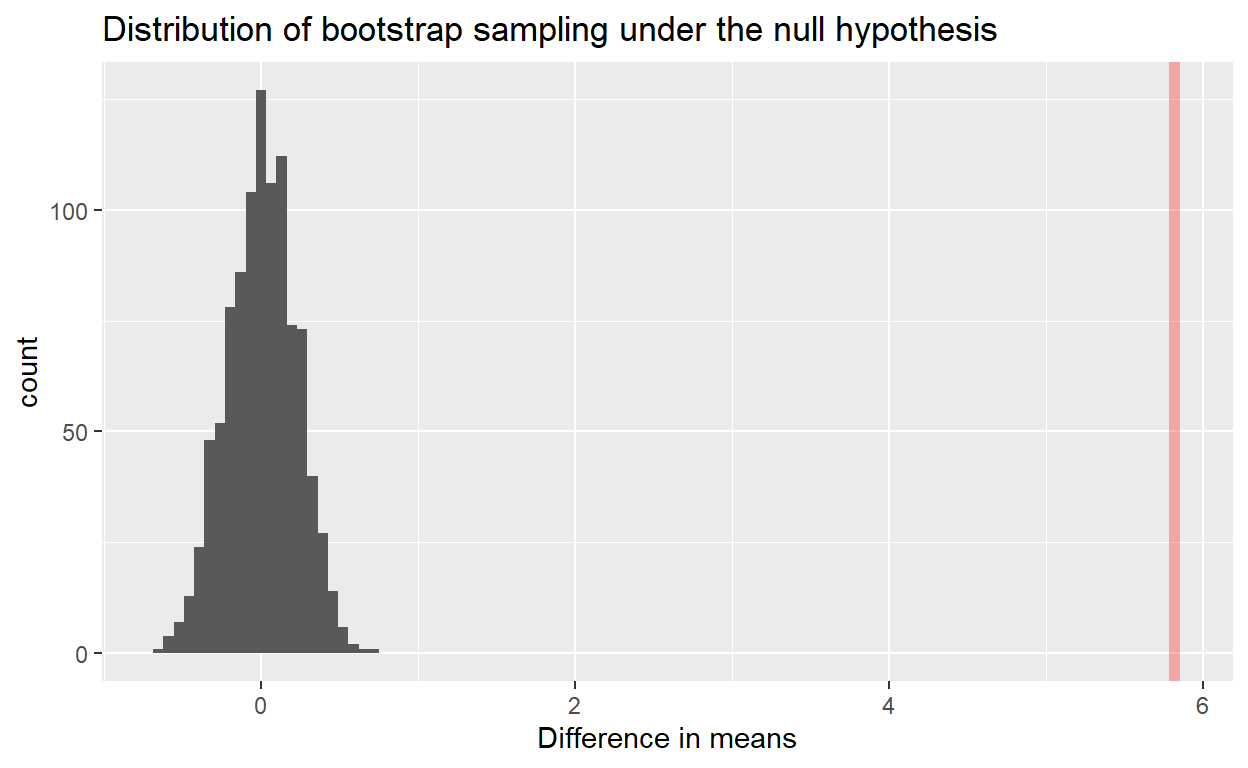 Distribution of bootstrap sampling under the null hypothesis
count
100
50
0
0 2 4 6
Difference in means